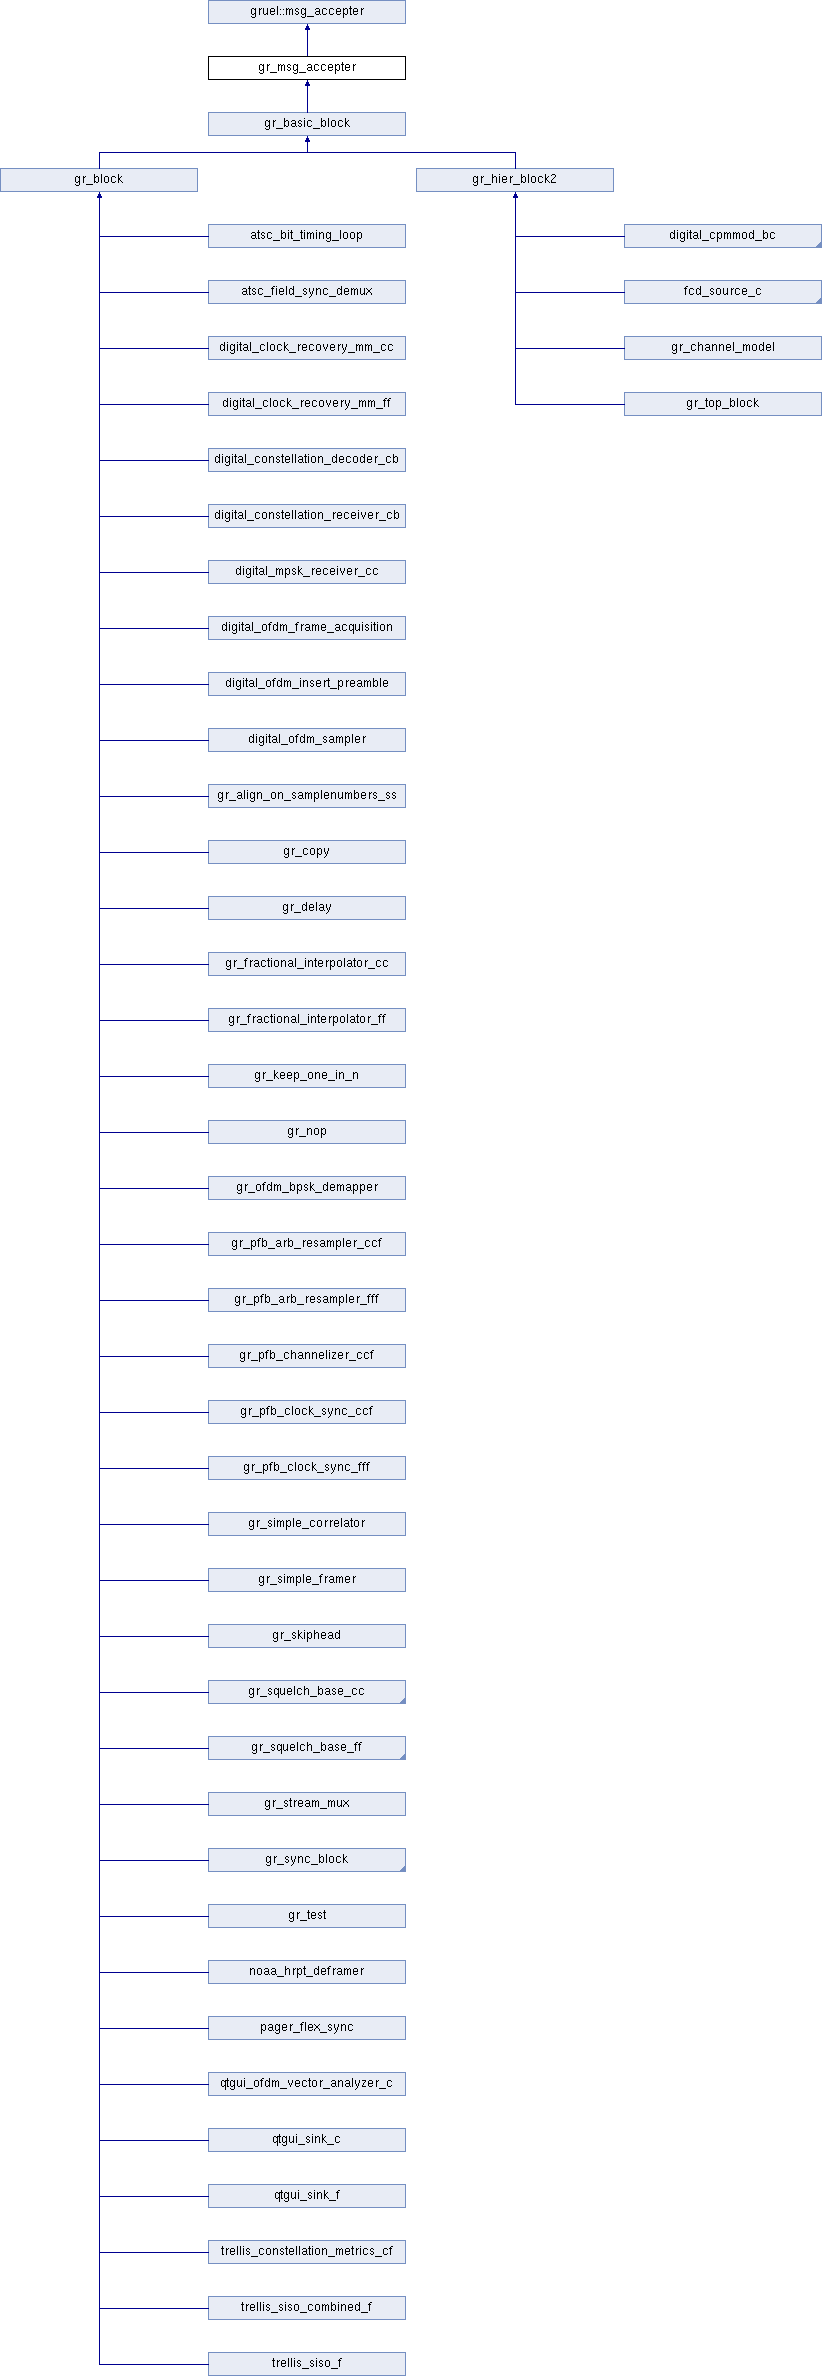 gruel::msg_accepter
gr_msg_accepter
gr_basic_block
gr_block
gr_hier_block2
atsc_bit_timing_loop
digital_cpmmod_bc
atsc_field_sync_demux
fcd_source_c
digital_clock_recovery_mm_cc
gr_channel_model
digital_clock_recovery_mm_ff
gr_top_block
digital_constellation_decoder_cb
digital_constellation_receiver_cb
digital_mpsk_receiver_cc
digital_ofdm_frame_acquisition
digital_ofdm_insert_preamble
digital_ofdm_sampler
gr_align_on_samplenumbers_ss
gr_copy
gr_delay
gr_fractional_interpolator_cc
gr_fractional_interpolator_ff
gr_keep_one_in_n
gr_nop
gr_ofdm_bpsk_demapper
gr_pfb_arb_resampler_ccf
gr_pfb_arb_resampler_fff
gr_pfb_channelizer_ccf
gr_pfb_clock_sync_ccf
gr_pfb_clock_sync_fff
gr_simple_correlator
gr_simple_framer
gr_skiphead
gr_squelch_base_cc
gr_squelch_base_ff
gr_stream_mux
gr_sync_block
gr_test
noaa_hrpt_deframer
pager_flex_sync
qtgui_ofdm_vector_analyzer_c
qtgui_sink_c
qtgui_sink_f
trellis_constellation_metrics_cf
trellis_siso_combined_f
trellis_siso_f